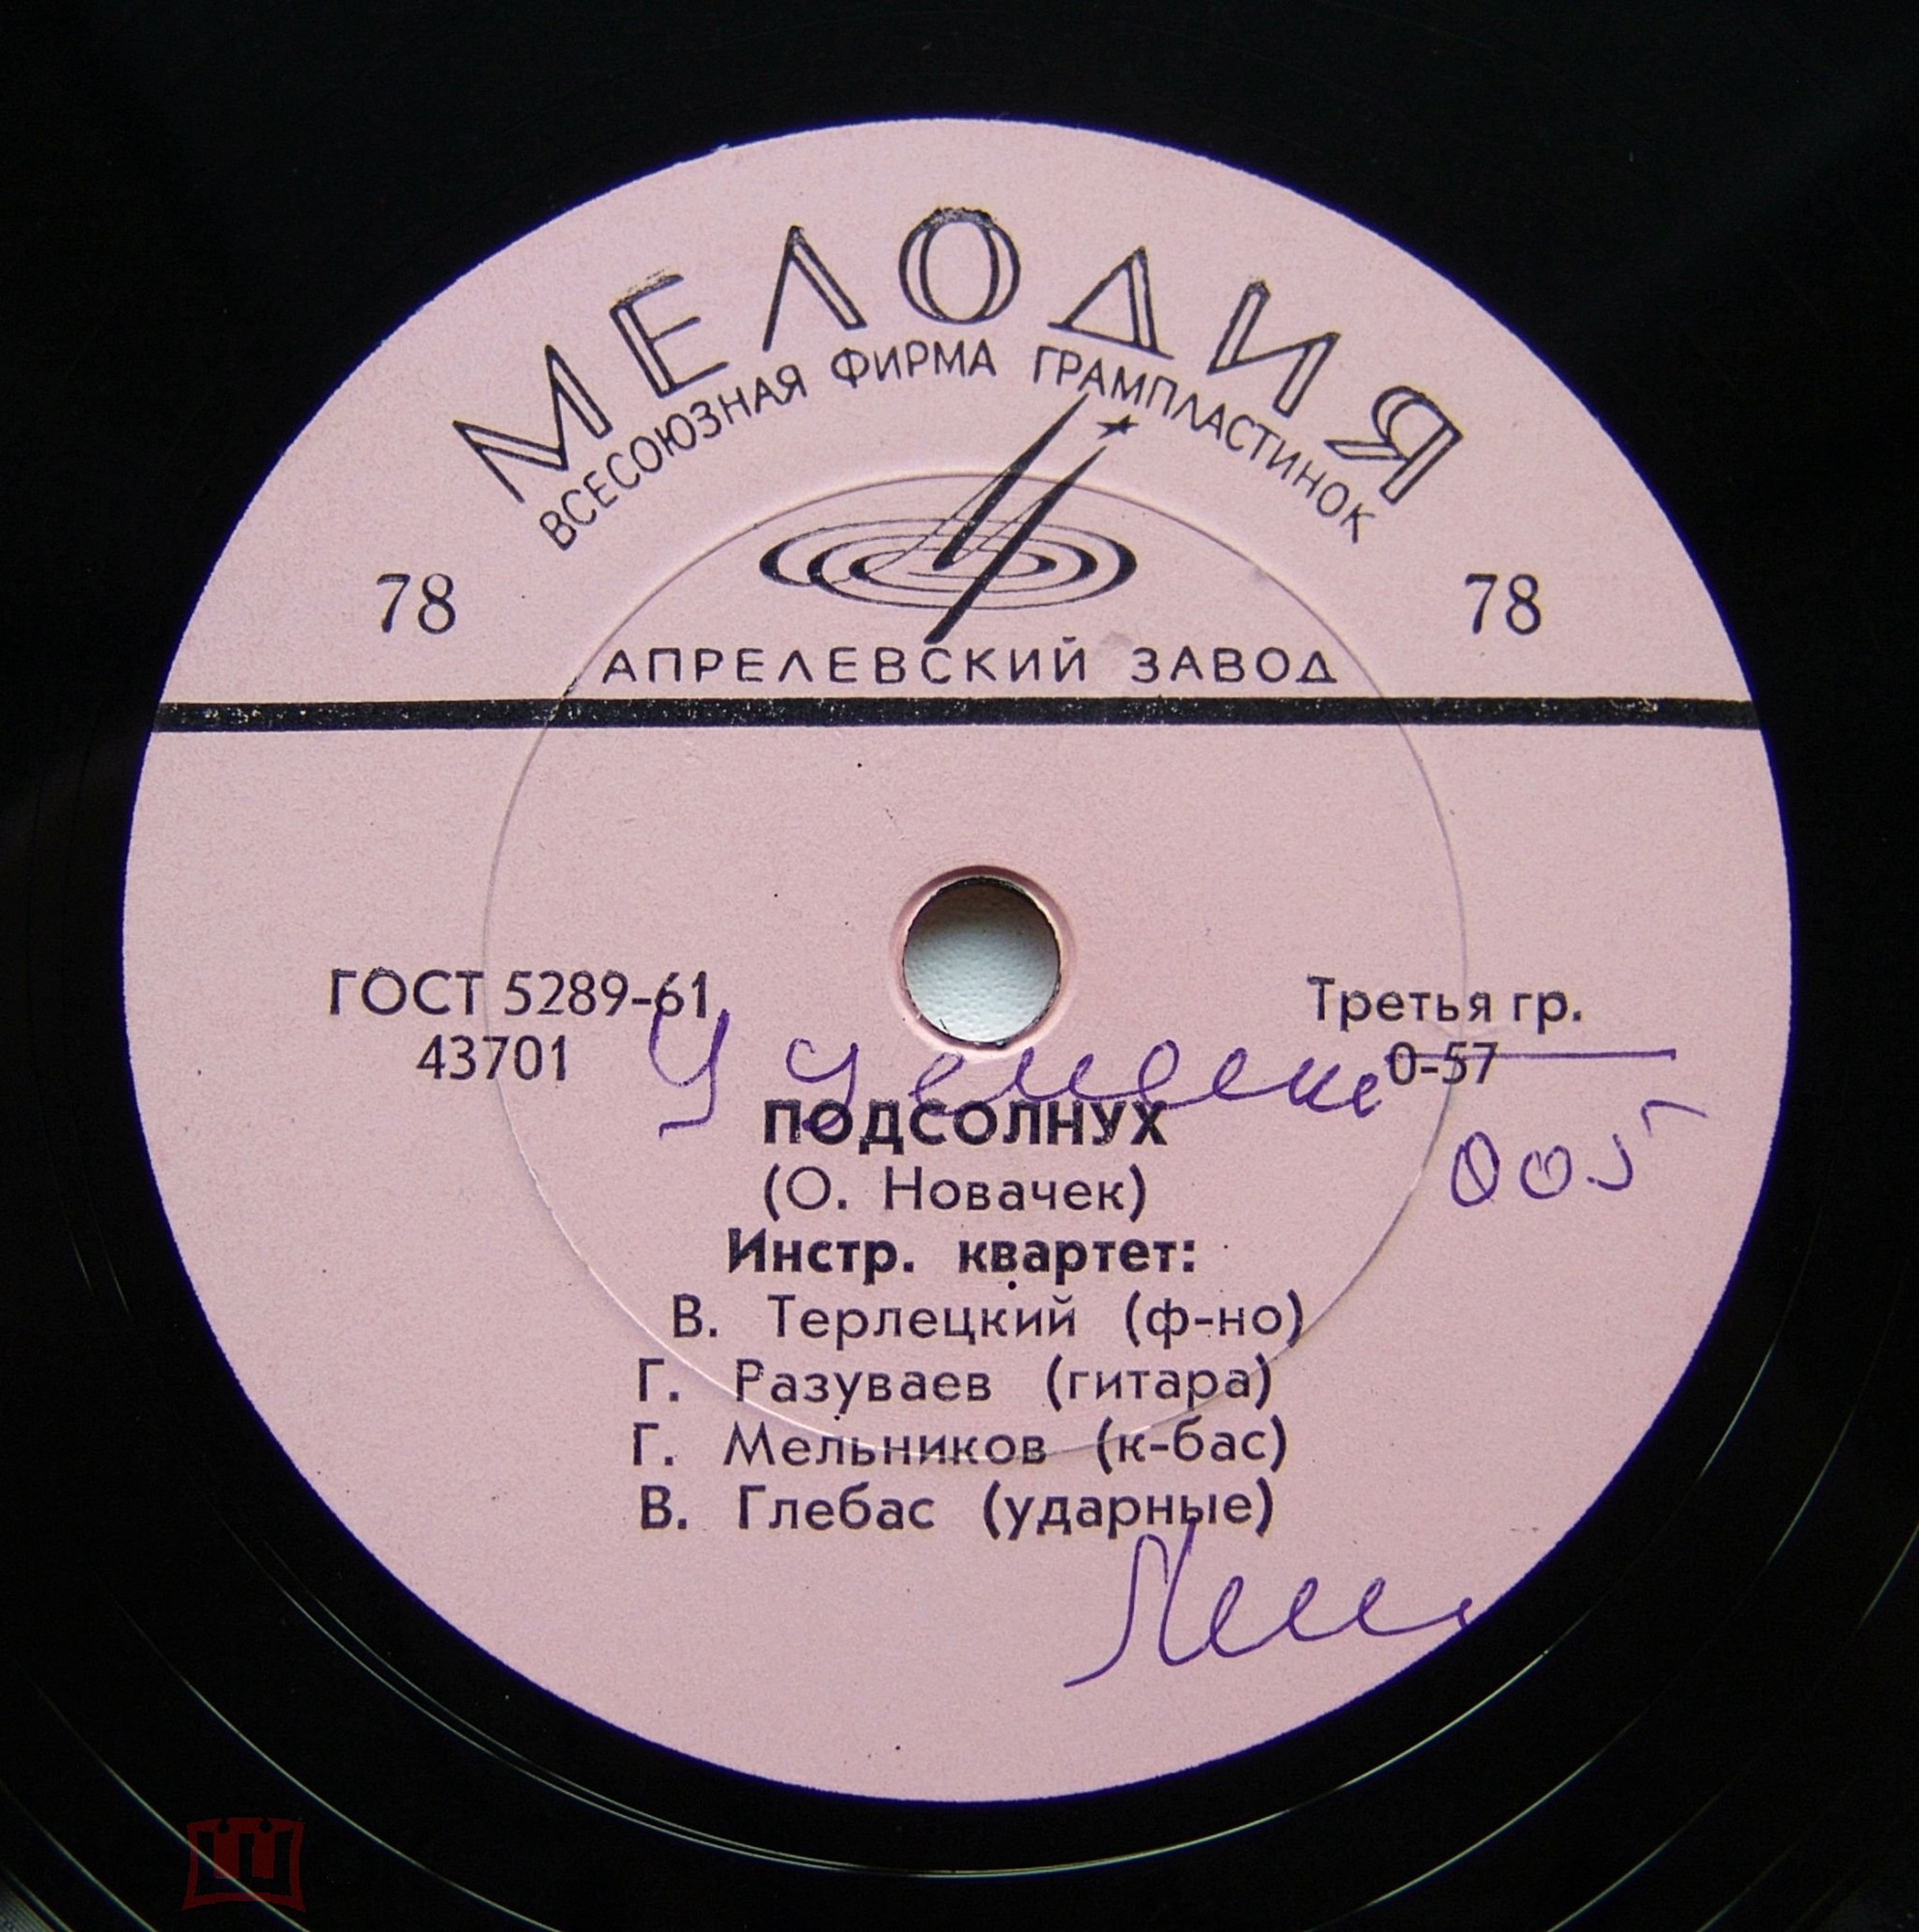 МЕЛОДИЯ
ВСЕСОЮЗНАЯ ФИРМА ГРАМПЛАСТИНОК
78 78
АПРЕЛЕВСКИЙ ЗАВОД
ГОСТ 5289-61 Третья гр.
43701 0-57
005
ПОДСОЛНУХ
(О. Новачек)
Инстр. квартет:
В. Терлецкий (ф-но)
Г. Разуваев (гитара)
Г. Мельников (к-бас)
В. Глебас (ударные)